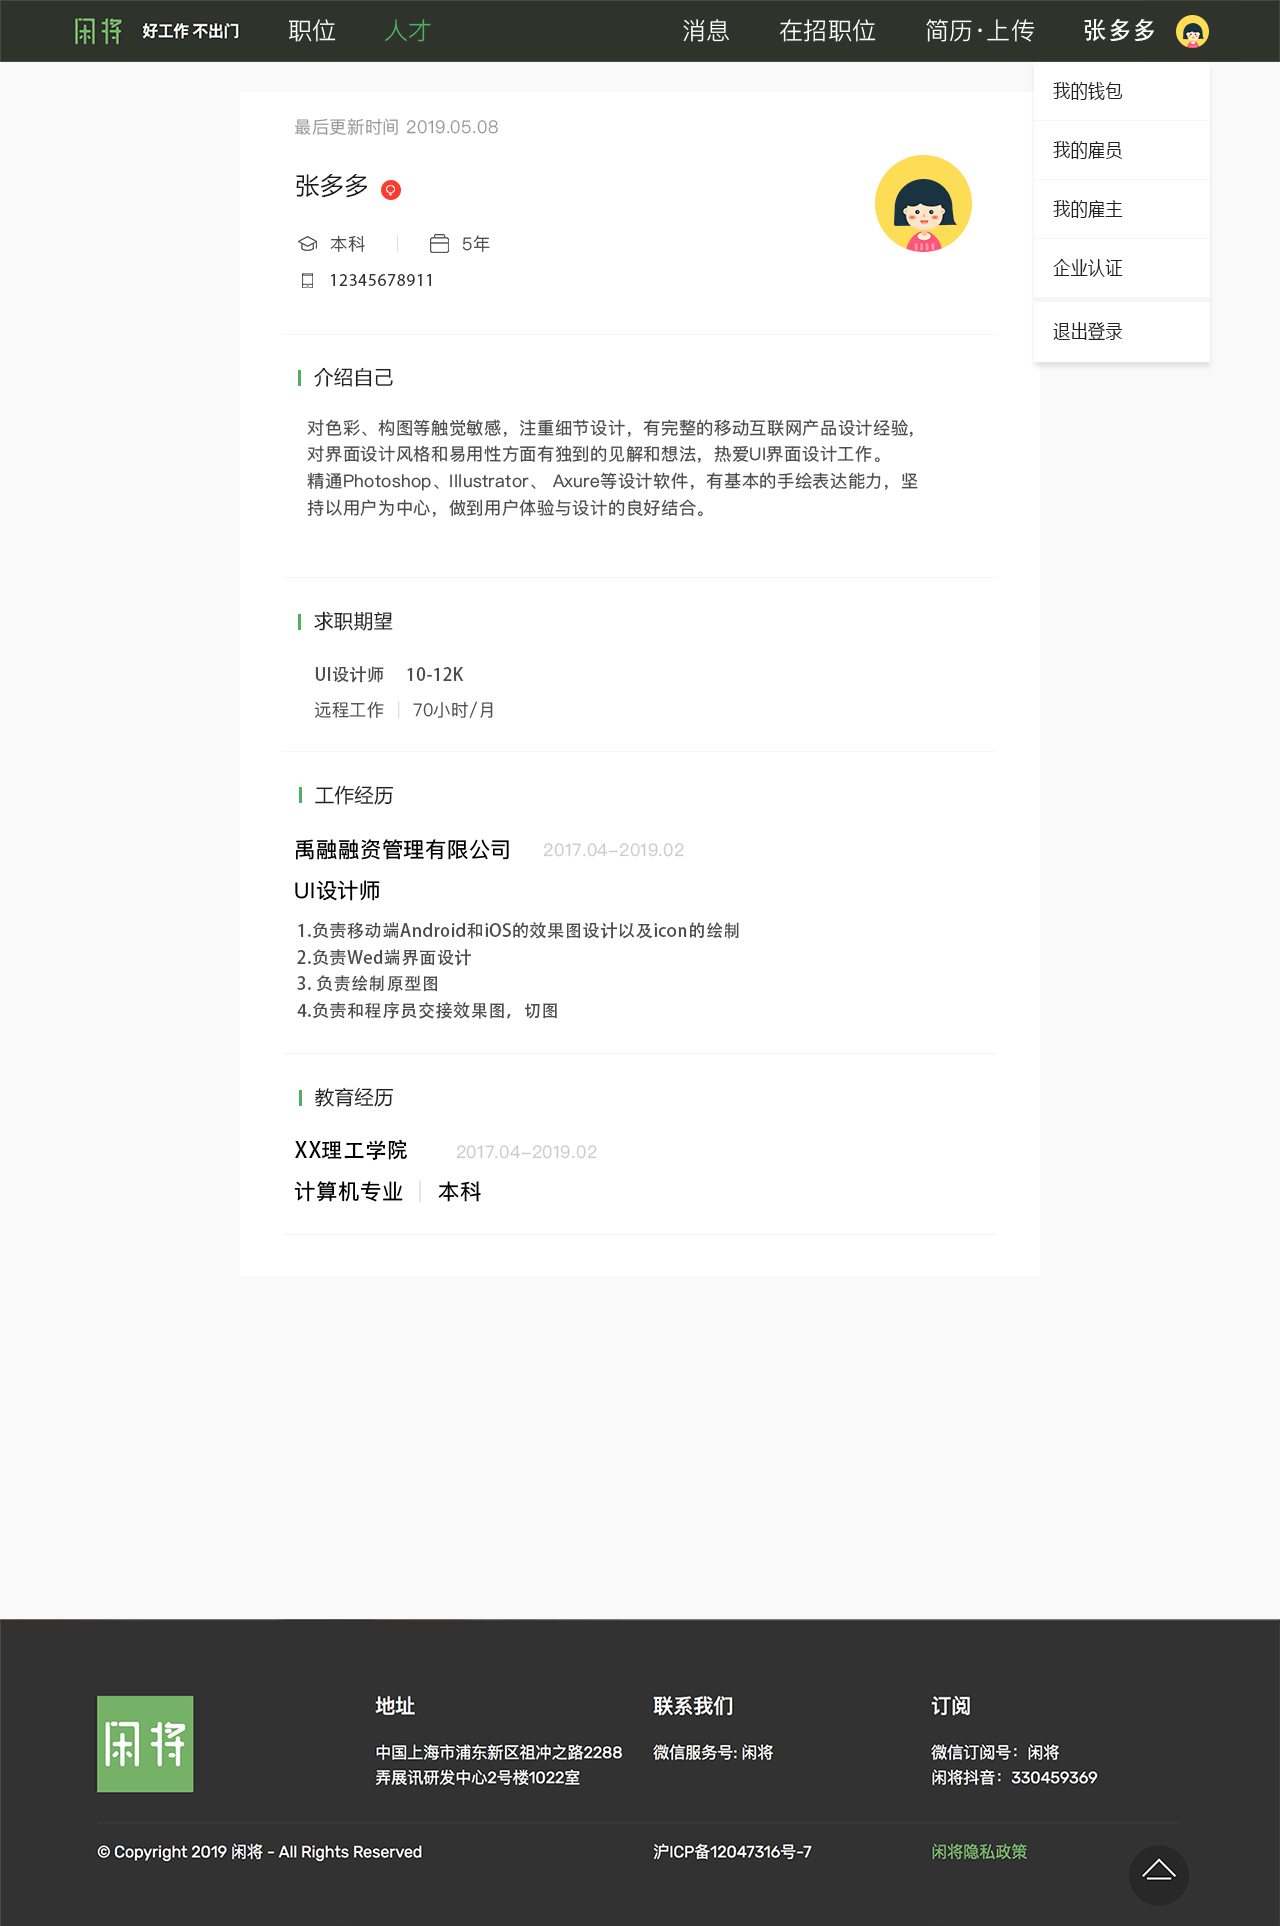 闲将 好工作 不出门 职位 人才 消息 在招职位 简历·上传 张多多
我的钱包
我的雇员
我的雇主
企业认证
退出登录
最后更新时间 2019.05.08
张多多
本科 5年
12345678911
介绍自己
对色彩、构图等触觉敏感，注重细节设计，有完整的移动互联网产品设计经验，
对界面设计风格和易用性方面有独到的见解和想法，热爱UI界面设计工作。
精通Photoshop、Illustrator、 Axure等设计软件，有基本的手绘表达能力，坚
持以用户为中心，做到用户体验与设计的良好结合。
求职期望
UI设计师 10-12K
远程工作 70小时/月
工作经历
禹融融资管理有限公司 2017.04-2019.02
UI设计师
1.负责移动端Android和iOS的效果图设计以及icon的绘制
2.负责Wed端界面设计
3. 负责绘制原型图
4.负责和程序员交接效果图，切图
教育经历
XX理工学院 2017.04-2019.02
计算机专业 本科
闲将
地址
中国上海市浦东新区祖冲之路2288
弄展讯研发中心2号楼1022室
联系我们
微信服务号: 闲将
订阅
微信订阅号：闲将
闲将抖音：330459369
© Copyright 2019 闲将 - All Rights Reserved 沪ICP备12047316号-7 闲将隐私政策